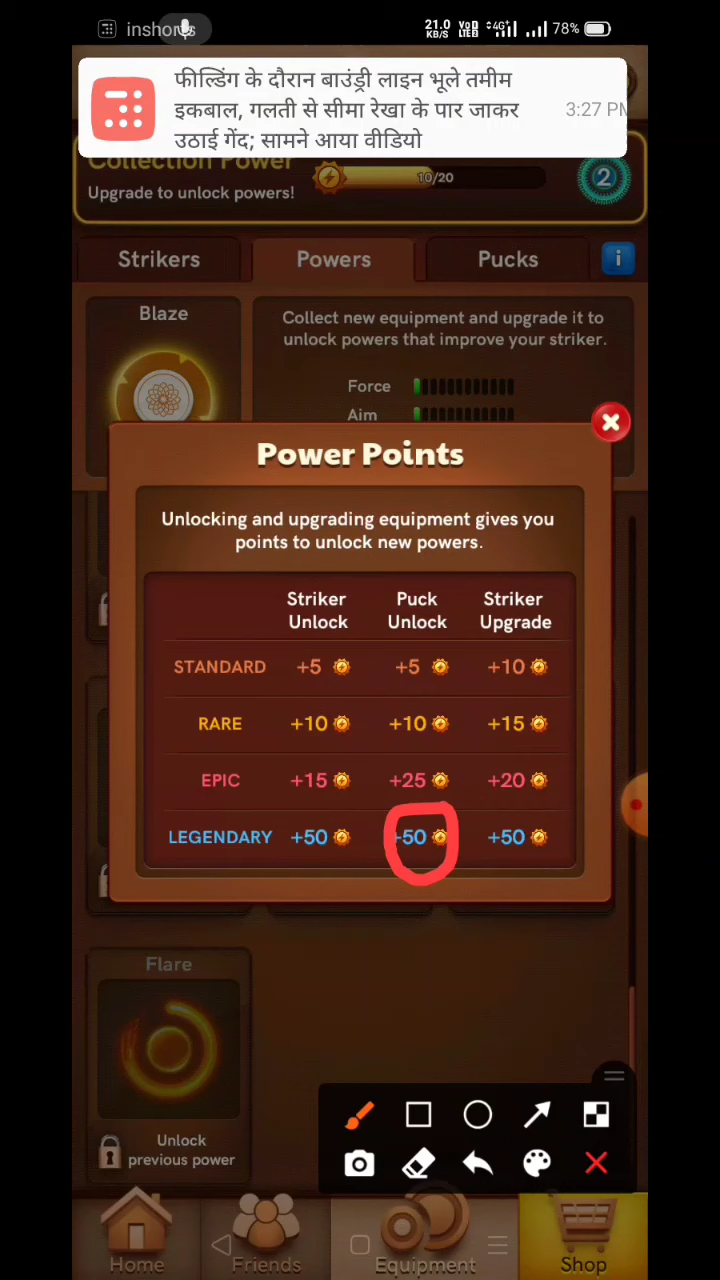 inshorts
21.0 KB/S VoD LTED 4G+ 78%
फील्डिंग के दौरान बाउंड्री लाइन भूले तमीम
इकबाल, गलती से सीमा रेखा के पार जाकर
उठाई गेंद; सामने आया वीडियो
3:27 PM
Collection Power
Upgrade to unlock powers!
10/20
2
Strikers Powers Pucks i
Blaze
Collect new equipment and upgrade it to
unlock powers that improve your striker.
Force
Aim
Power Points
Unlocking and upgrading equipment gives you
points to unlock new powers.
Striker Unlock Puck Unlock Striker Upgrade
STANDARD +5 +5 +10
RARE +10 +10 +15
EPIC +15 +25 +20
LEGENDARY +50 +50 +50
Flare
Unlock
previous power
Home Friends Equipment Shop